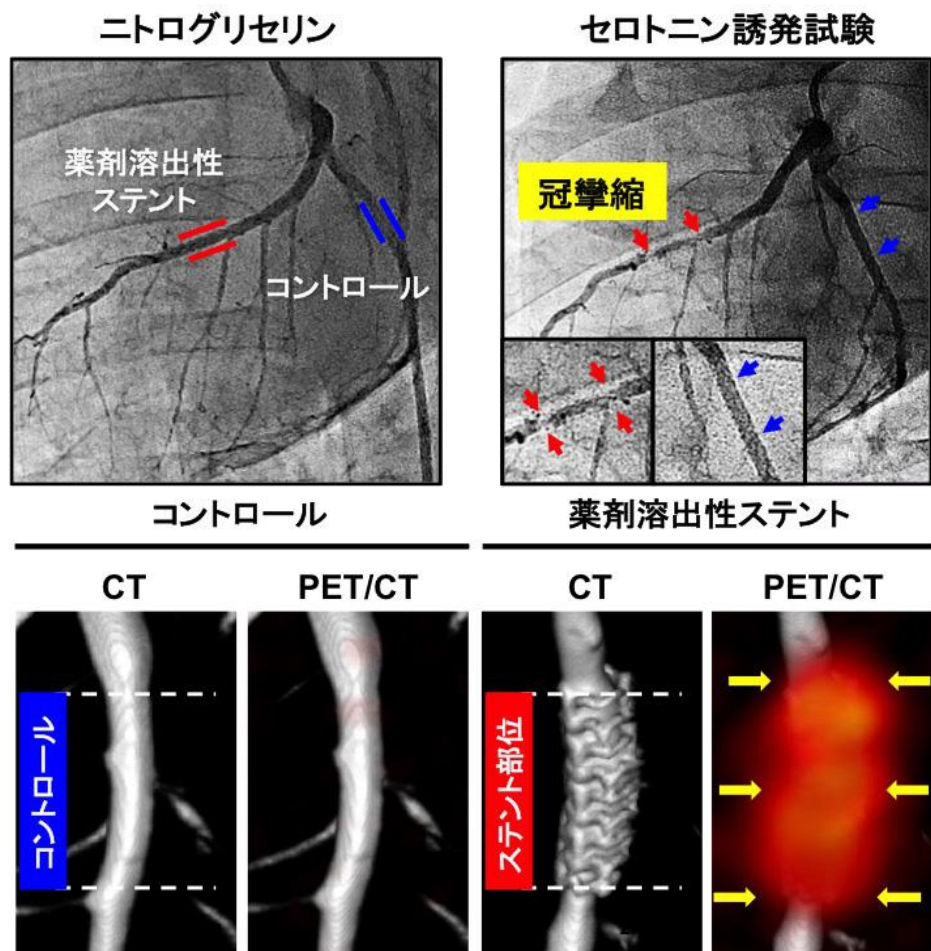 ニトログリセリン
セロトニン誘発試験
薬剤溶出性
ステント
コントロール
冠攣縮
コントロール
薬剤溶出性ステント
CT
PET/CT
CT
PET/CT
コントロール
ステント部位